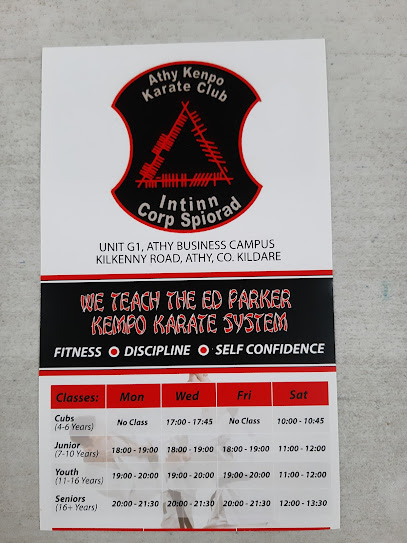 Athy Kenpo
Karate Club
Intinn
Corp Spiorad
UNIT G1, ATHY BUSINESS CAMPUS
KILKENNY ROAD, ATHY, CO. KILDARE
WE TEACH THE ED PARKER
KEMPO KARATE SYSTEM
FITNESS ● DISCIPLINE ● SELF CONFIDENCE
Classes: Mon Wed Fri Sat
Cubs
(4-6 Years) No Class 17:00 - 17:45 No Class 10:00 - 10:45
Junior
(7-10 Years) 18:00 - 19:00 18:00 - 19:00 18:00 - 19:00 11:00 - 12:00
Youth
(11-16 Years) 19:00 - 20:00 19:00 - 20:00 19:00 - 20:00 11:00 - 12:00
Seniors
(16+ Years) 20:00 - 21:30 20:00 - 21:30 20:00 - 21:30 12:00 - 13:30